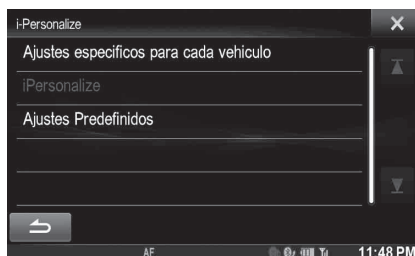 i-Personalize
Ajustes especificos para cada vehiculo
iPersonalize
Ajustes Predefinidos
AF
11:48 PM